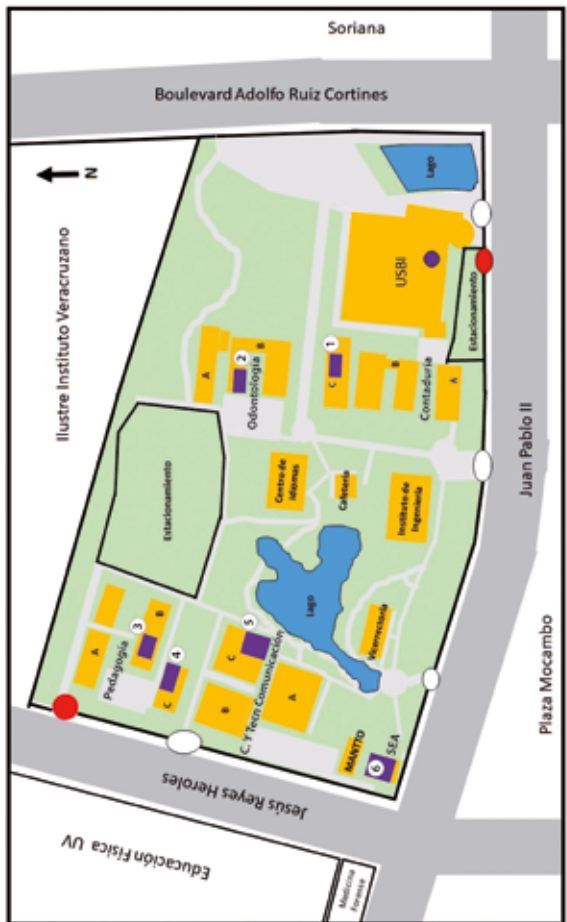 Soriana
Boulevard Adolfo Ruiz Cortines
N
Ilustre Instituto Veracruzano
Lago
USBI
Estacionamiento
A
B
2
Odontología
1
C
B
A
Contaduría
Juan Pablo II
Estacionamiento
Centro de
idiomas
Cafetería
Instituto de
Ingeniería
Lago
Vicerrectoría
A
B
3
Pedagogía
4
C
5
C
B
A
C. Y Tecn Comunicación
MANTTO
SEA
6
Plaza Mocambo
Jesús Reyes Heroles
Educación Física UV
Medicina
Forense